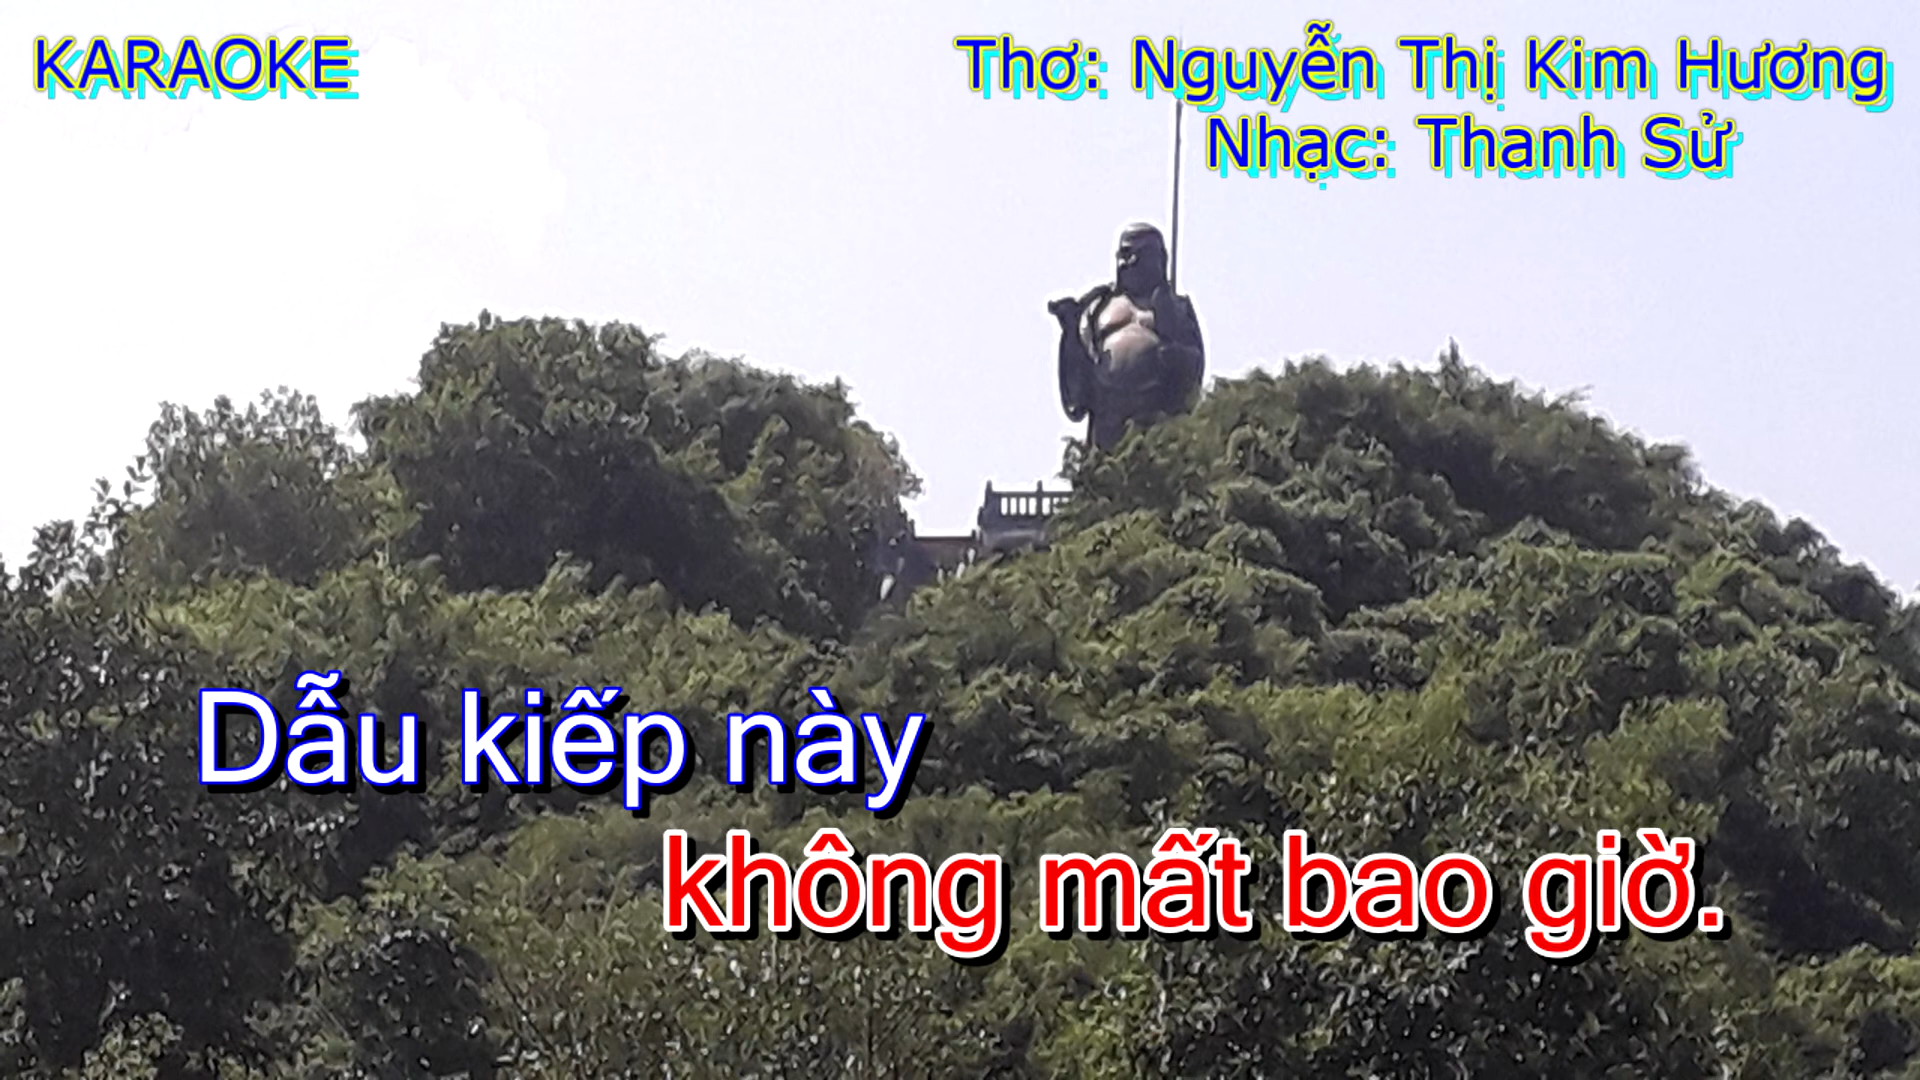 KARAOKE
Thơ: Nguyễn Thị Kim Hương
Nhạc: Thanh Sử
Dẫu kiếp này
không mất bao giờ.